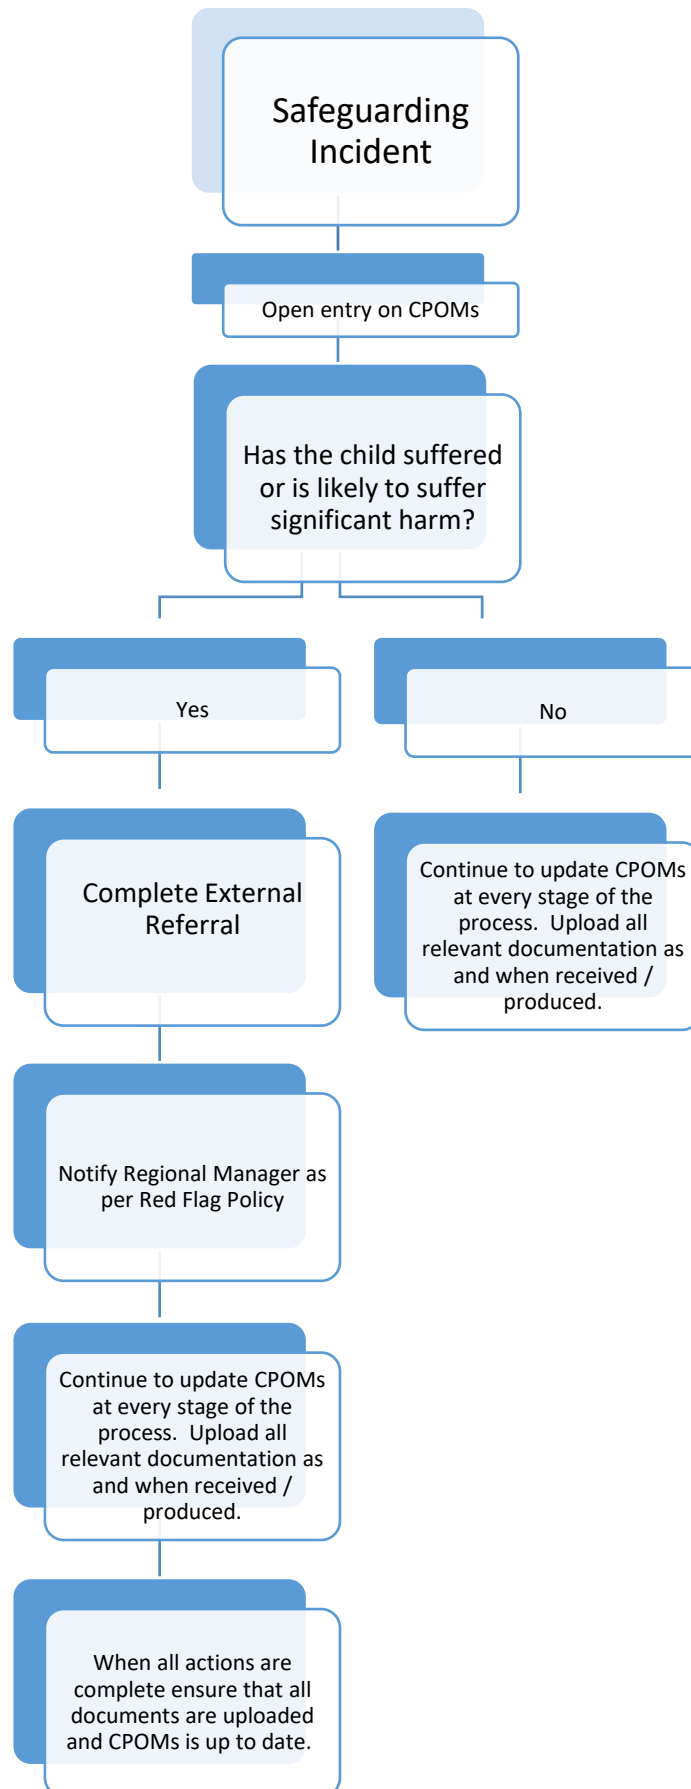 Safeguarding
Incident
Open entry on CPOMs
Has the child suffered
or is likely to suffer
significant harm?
Yes
No
Complete External
Referral
Continue to update CPOMs
at every stage of the
process.  Upload all
relevant documentation as
and when received /
produced.
Notify Regional Manager as
per Red Flag Policy
Continue to update CPOMs
at every stage of the
process.  Upload all
relevant documentation as
and when received /
produced.
When all actions are
complete ensure that all
documents are uploaded
and CPOMs is up to date.